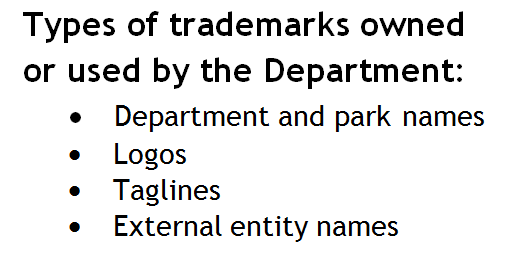 Types of trademarks owned
or used by the Department:
• Department and park names
• Logos
• Taglines
• External entity names